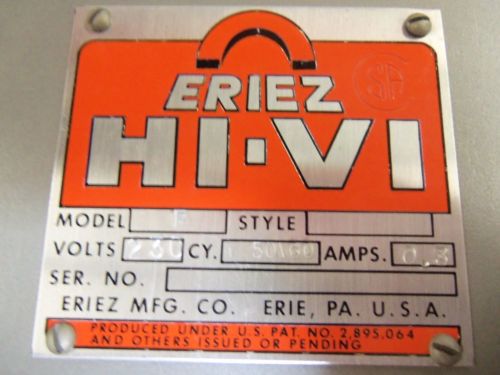 ERIEZ
HI-VI
MODEL F STYLE
VOLTS 230 CY. 50/60 AMPS. 0.3
SER. NO.
ERIEZ MFG. CO. ERIE, PA. U.S.A.
PRODUCED UNDER U.S. PAT. NO. 2,895,064
AND OTHERS ISSUED OR PENDING